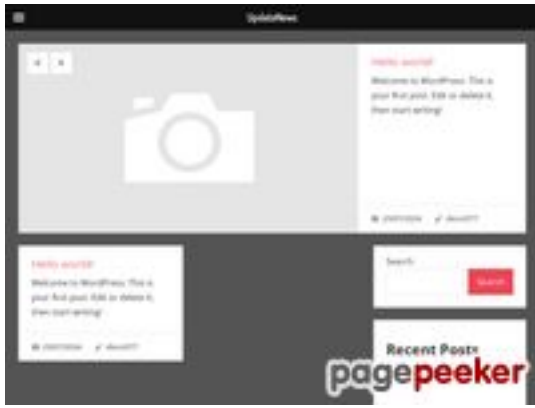 UpdateNews
HELLO WORLD!
Welcome to WordPress. This is
your first post. Edit or delete it,
then start writing!
HELLO WORLD!
Welcome to WordPress. This is
your first post. Edit or delete it,
then start writing!
Search
Search
Recent Posts
pagepeeker